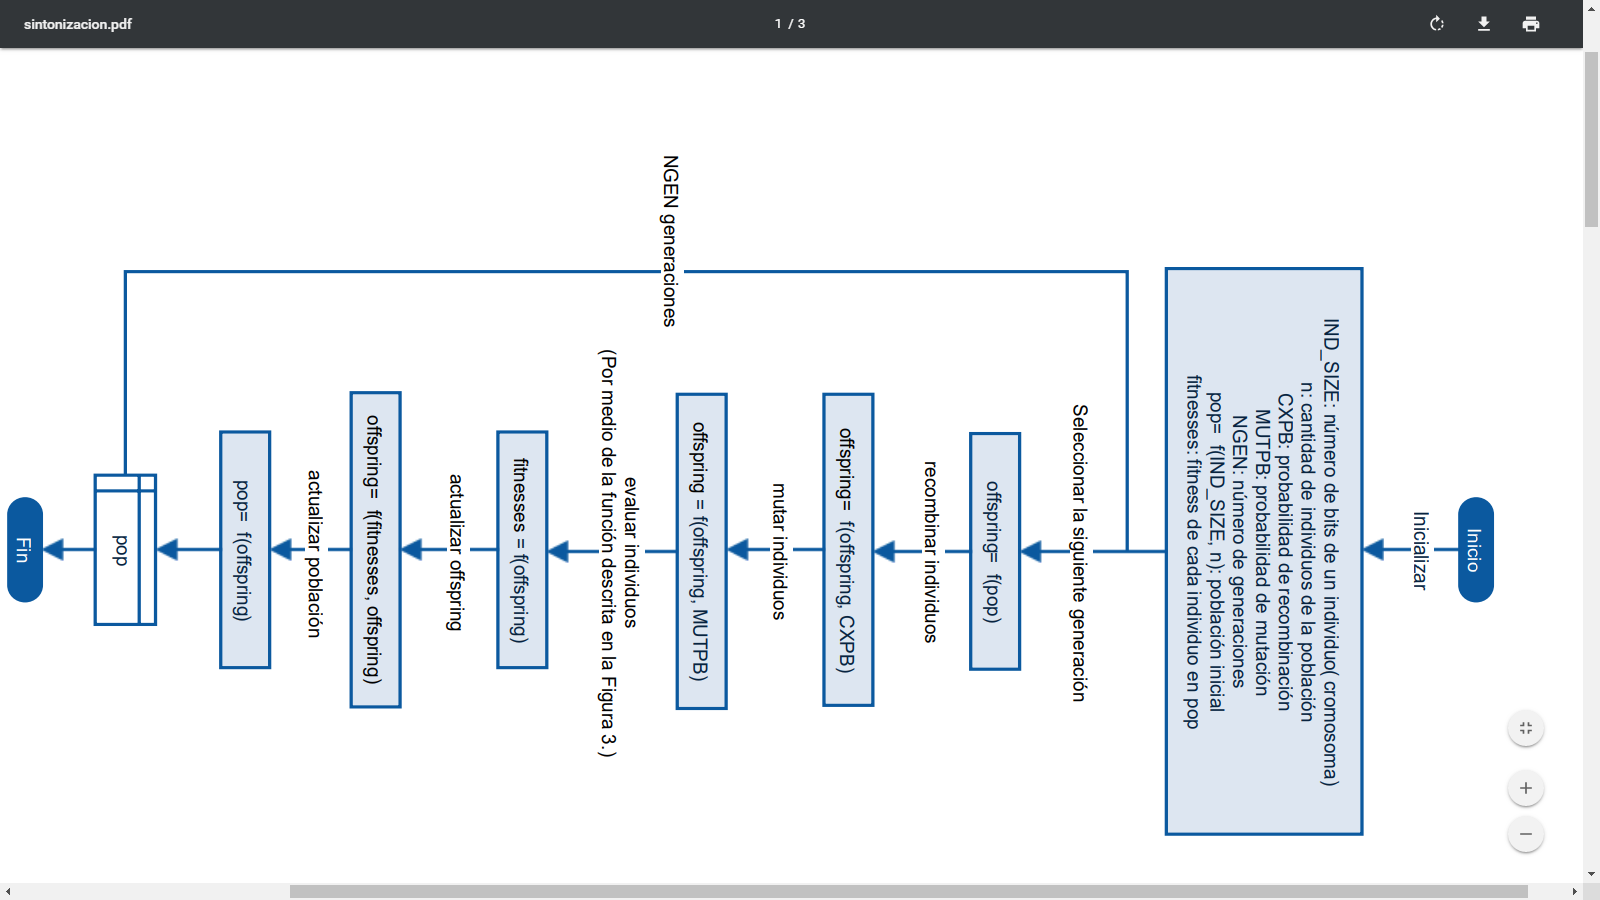 sintonizacion.pdf
1 / 3
Inicio
Inicializar
IND_SIZE: número de bits de un individuo( cromosoma)
n: cantidad de individuos de la población
CXPB: probabilidad de recombinación
MUTPB: probabilidad de mutación
NGEN: número de generaciones
pop= f(IND_SIZE, n): población inicial
fitnesses: fitness de cada individuo en pop
Seleccionar la siguiente generación
offspring= f(pop)
recombinar individuos
offspring= f(offspring, CXPB)
mutar individuos
offspring = f(offspring, MUTPB)
evaluar individuos
(Por medio de la función descrita en la Figura 3.)
fitnesses = f(offspring)
actualizar offspring
offspring= f(fitnesses, offspring)
actualizar población
pop= f(offspring)
pop
NGEN generaciones
Fin